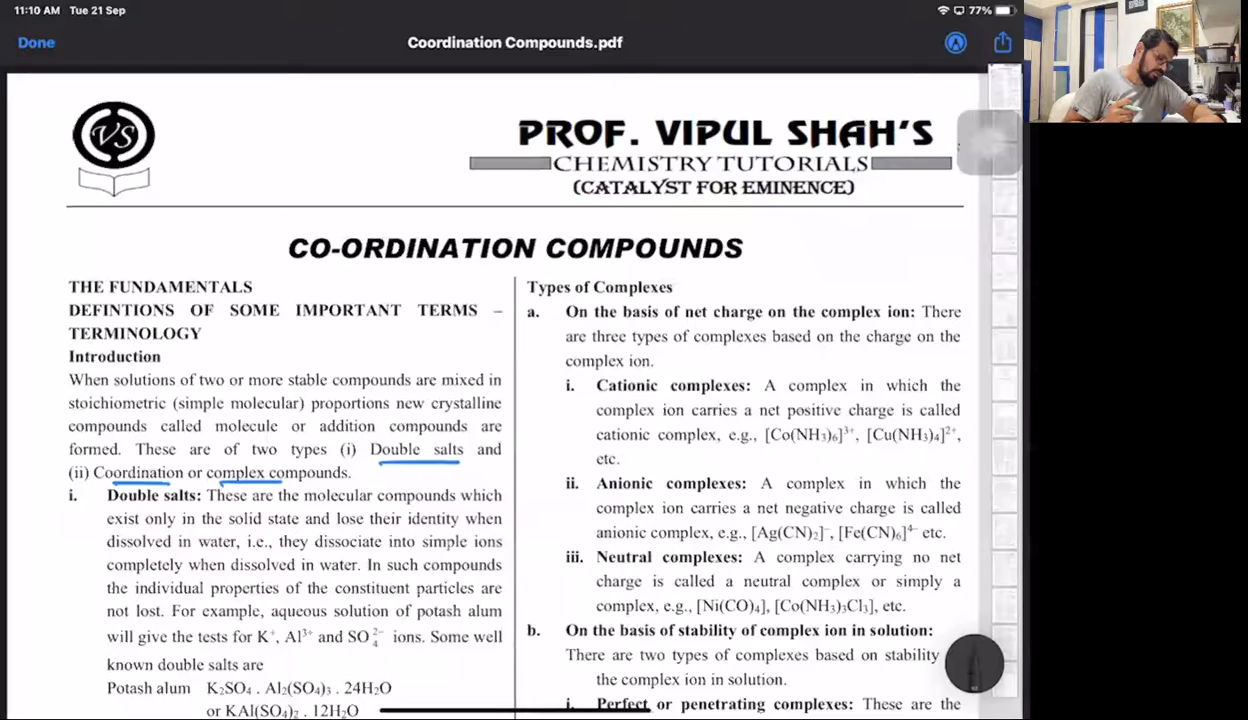 11:10 AM Tue 21 Sep
77%
Done
Coordination Compounds.pdf
VS
PROF. VIPUL SHAH'S
CHEMISTRY TUTORIALS
(CATALYST FOR EMINENCE)
CO-ORDINATION COMPOUNDS
THE FUNDAMENTALS
DEFINTIONS OF SOME IMPORTANT TERMS –
TERMINOLOGY
Introduction
When solutions of two or more stable compounds are mixed in
stoichiometric (simple molecular) proportions new crystalline
compounds called molecule or addition compounds are
formed. These are of two types (i) Double salts and
(ii) Coordination or complex compounds.
i. Double salts: These are the molecular compounds which
exist only in the solid state and lose their identity when
dissolved in water, i.e., they dissociate into simple ions
completely when dissolved in water. In such compounds
the individual properties of the constituent particles are
not lost. For example, aqueous solution of potash alum
will give the tests for K⁺, Al³⁺ and SO₄²⁻ ions. Some well
known double salts are
Potash alum K₂SO₄ . Al₂(SO₄)₃ . 24H₂O
or KAl(SO₄)₂ . 12H₂O
Types of Complexes
a. On the basis of net charge on the complex ion: There
are three types of complexes based on the charge on the
complex ion.
i. Cationic complexes: A complex in which the
complex ion carries a net positive charge is called
cationic complex, e.g., [Co(NH₃)₆]³⁺, [Cu(NH₃)₄]²⁺,
etc.
ii. Anionic complexes: A complex in which the
complex ion carries a net negative charge is called
anionic complex, e.g., [Ag(CN)₂]⁻, [Fe(CN)₆]⁴⁻ etc.
iii. Neutral complexes: A complex carrying no net
charge is called a neutral complex or simply a
complex, e.g., [Ni(CO)₄], [Co(NH₃)₃Cl₃], etc.
b. On the basis of stability of complex ion in solution:
There are two types of complexes based on stability
the complex ion in solution.
i. Perfect or penetrating complexes: These are the